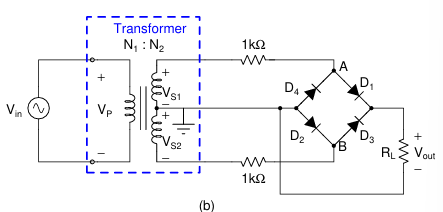 Transformer
N₁ : N₂
1kΩ
A
+
+
D₄
D₁
+
Vin
VP
VS1
+
D₂
D₃
RL
Vout
−
VS2
B
−
−
−
1kΩ
(b)